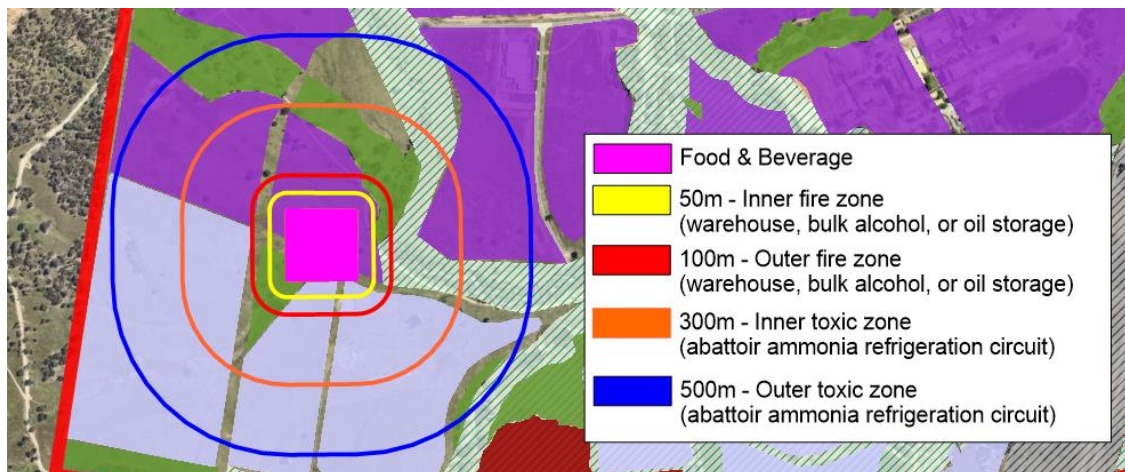 Food & Beverage
50m - Inner fire zone
(warehouse, bulk alcohol, or oil storage)
100m - Outer fire zone
(warehouse, bulk alcohol, or oil storage)
300m - Inner toxic zone
(abattoir ammonia refrigeration circuit)
500m - Outer toxic zone
(abattoir ammonia refrigeration circuit)